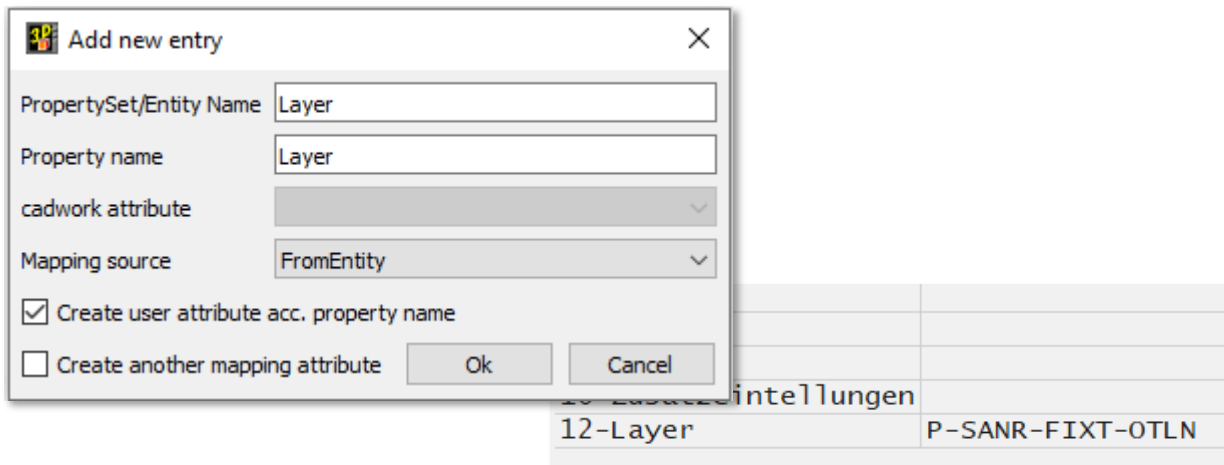 Add new entry
PropertySet/Entity Name Layer
Property name Layer
cadwork attribute
Mapping source FromEntity
Create user attribute acc. property name
Create another mapping attribute Ok Cancel
12-Layer P-SANR-FIXT-OTLN